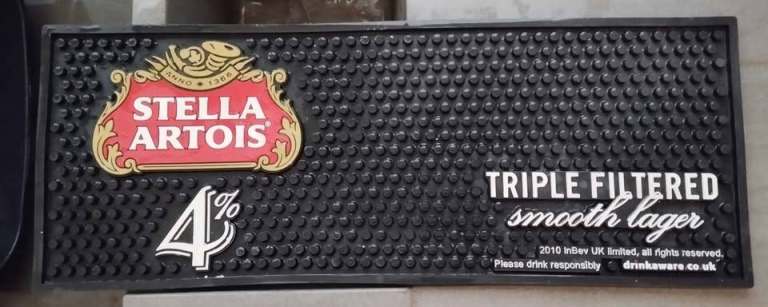 ANNO 1366
STELLA
ARTOIS®
4%
TRIPLE FILTERED
smooth lager
2010 InBev UK limited, all rights reserved.
Please drink responsibly drinkaware.co.uk